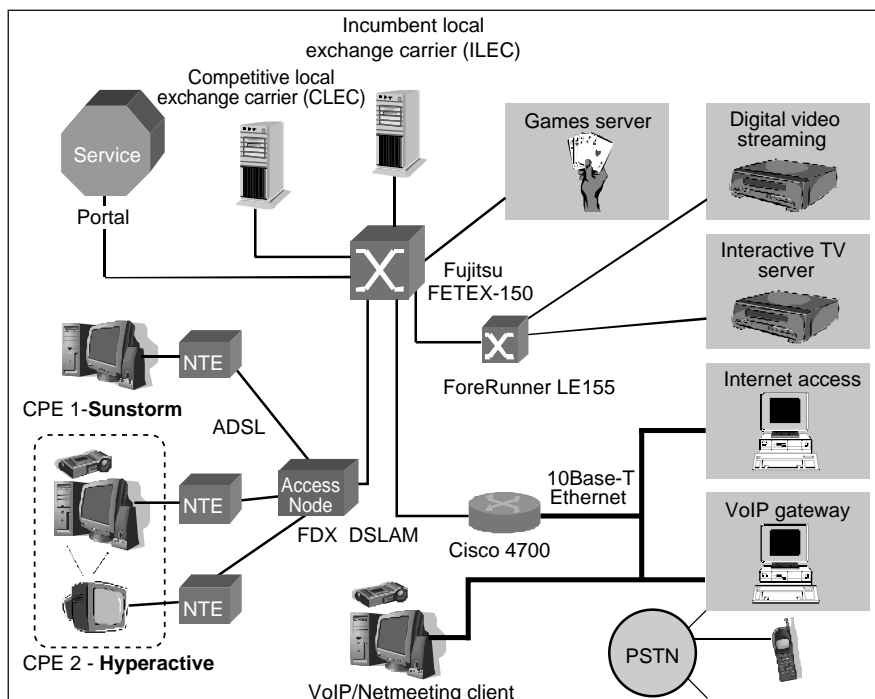 Incumbent local
exchange carrier (ILEC)
Competitive local
exchange carrier (CLEC)
Service
Portal
Games server
Digital video
streaming
Fujitsu
FETEX-150
Interactive TV
server
ForeRunner LE155
NTE
CPE 1-Sunstorm
ADSL
Internet access
NTE
Access
Node
10Base-T
Ethernet
FDX DSLAM
Cisco 4700
VoIP gateway
NTE
CPE 2 - Hyperactive
VoIP/Netmeeting client
PSTN